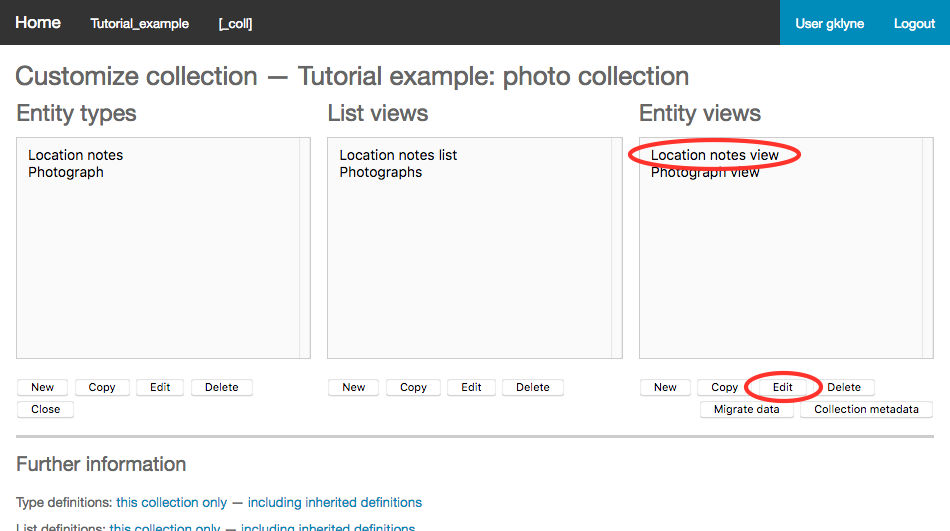 Home Tutorial_example [_coll] User gklyne Logout
Customize collection — Tutorial example: photo collection
Entity types List views Entity views
Location notes Location notes list Location notes view
Photograph Photographs Photograph view
New Copy Edit Delete New Copy Edit Delete New Copy Edit Delete
Close Migrate data Collection metadata
Further information
Type definitions: this collection only — including inherited definitions
List definitions: this collection only — including inherited definitions